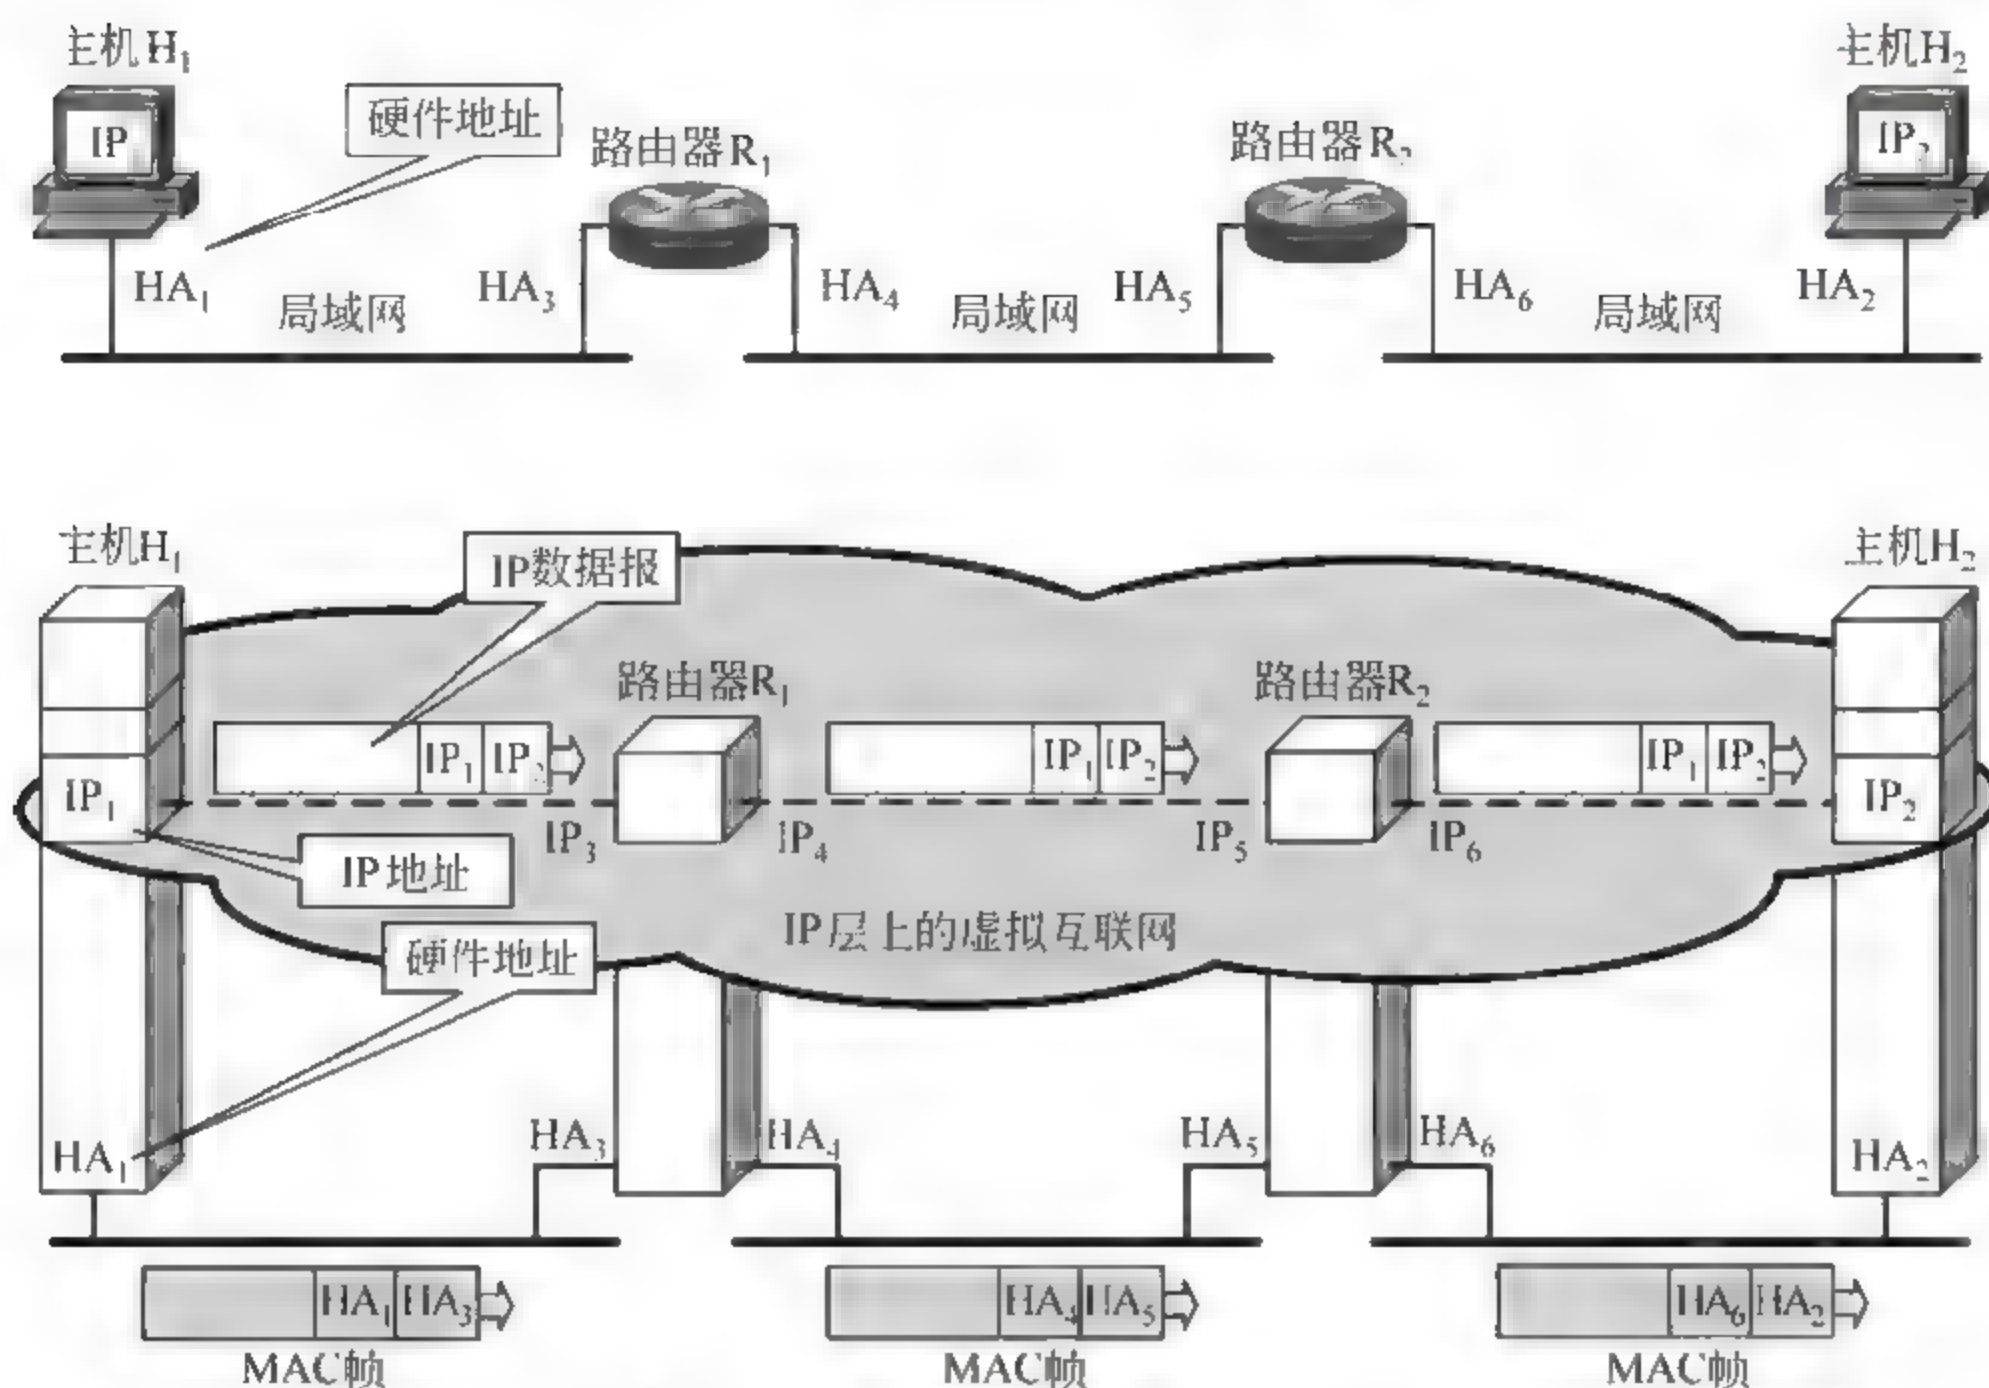 主机H₁
主机H₂
硬件地址
路由器R₁
路由器R₂
IP
IP₂
HA₁
局域网
HA₃
HA₄
局域网
HA₅
HA₆
局域网
HA₂
主机H₁
IP数据报
主机H₂
路由器R₁
路由器R₂
IP₁ IP₂
IP₁ IP₂
IP₁ IP₂
IP₁
IP₃
IP₄
IP₅
IP₆
IP₂
IP地址
IP层上的虚拟互联网
硬件地址
HA₁
HA₃
HA₄
HA₅
HA₆
HA₂
HA₁ HA₃
HA₄ HA₅
HA₆ HA₂
MAC帧
MAC帧
MAC帧